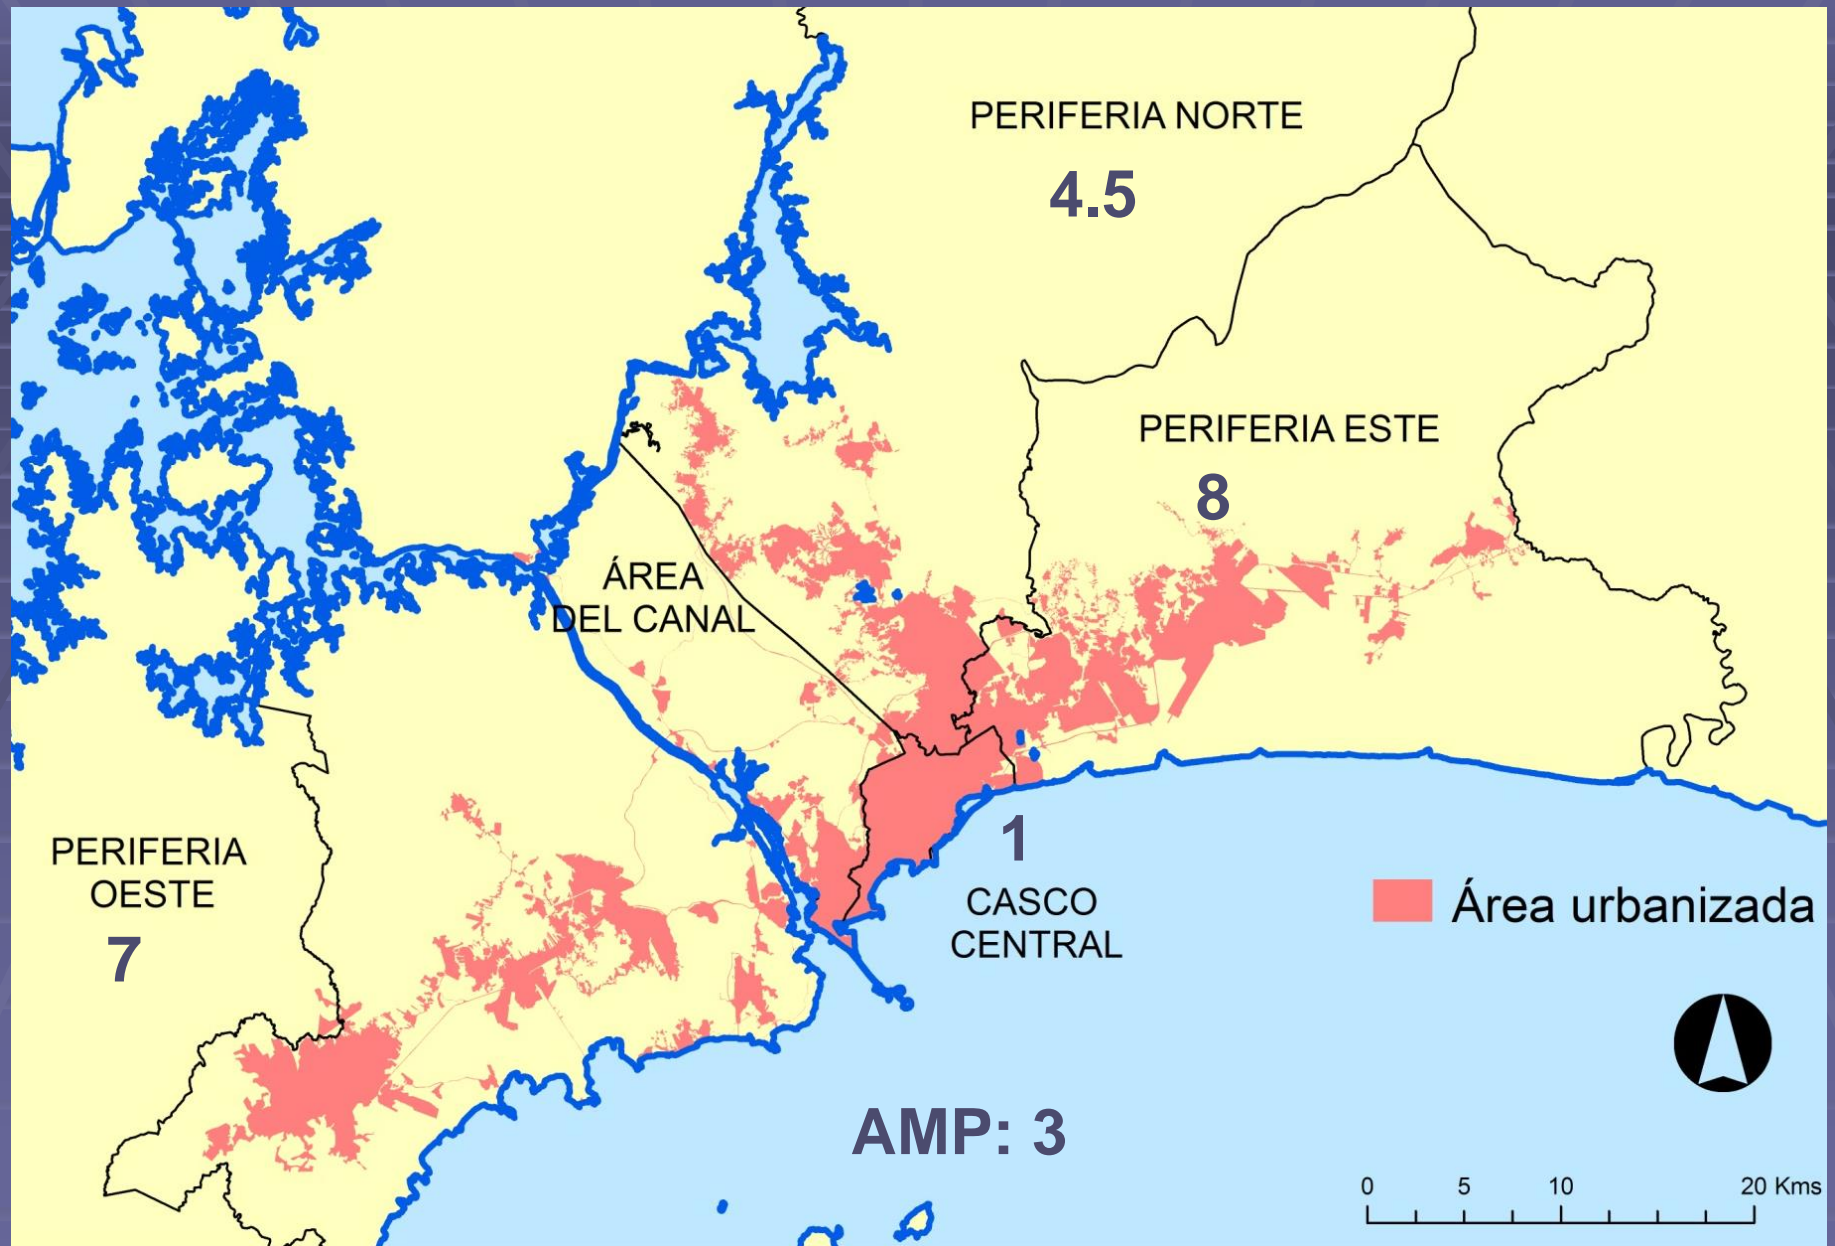 PERIFERIA NORTE
4.5
PERIFERIA ESTE
8
ÁREA
DEL CANAL
PERIFERIA
OESTE
7
1
CASCO
CENTRAL
Área urbanizada
AMP: 3
0 5 10 20 Kms